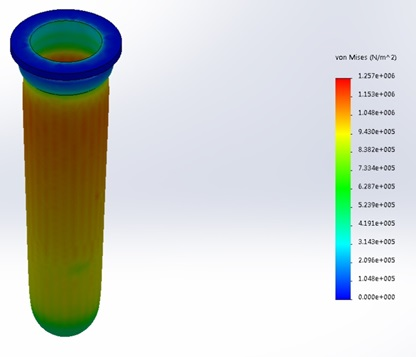 von Mises (N/m^2)
1.257e+006
1.153e+006
1.048e+006
9.430e+005
8.382e+005
7.334e+005
6.287e+005
5.239e+005
4.191e+005
3.143e+005
2.096e+005
1.048e+005
0.000e+000